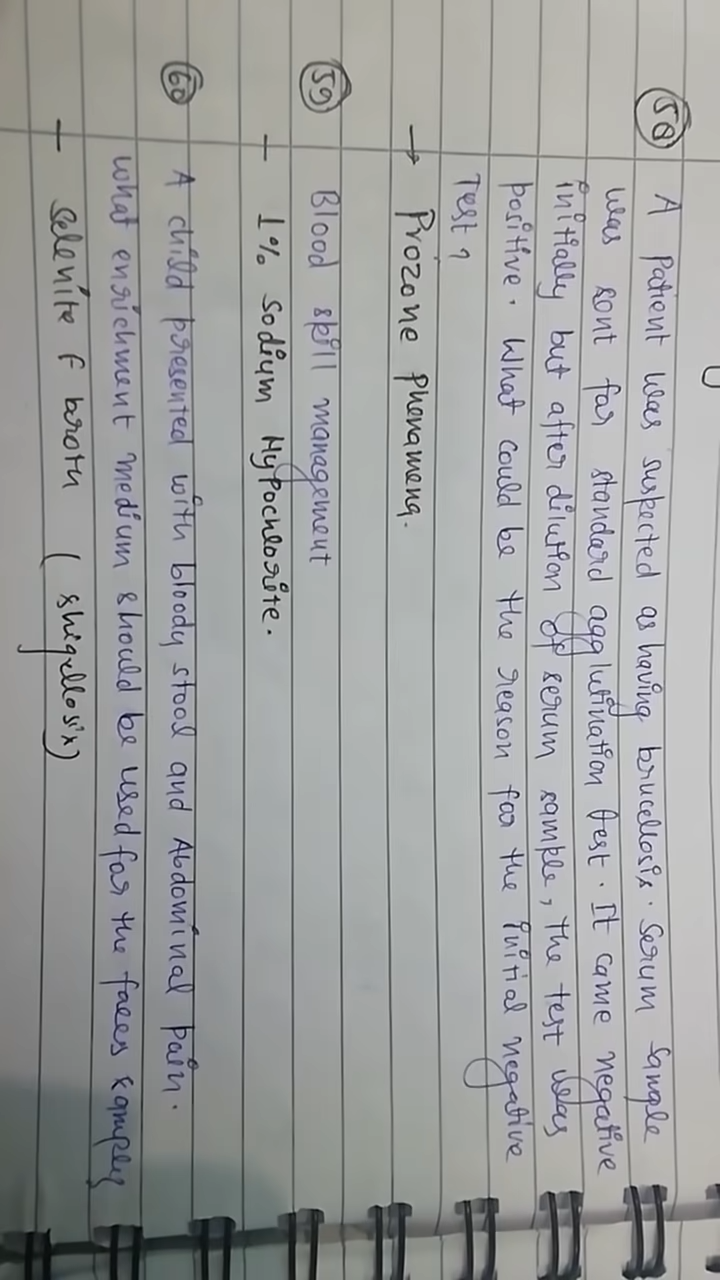 58 A patient was suspected as having brucellosis. Serum sample
was sent for standard agglutination test. It came negative
initially but after dilution of serum sample, the test was
positive. What could be the reason for the initial negative
Test?
→ Prozone phenomena.
59 Blood spill management
— 1% sodium Hypochlorite.
60 A child presented with bloody stool and Abdominal pain.
what enrichment medium should be used for the faces samples
— Selenite f broth (shigellosis)